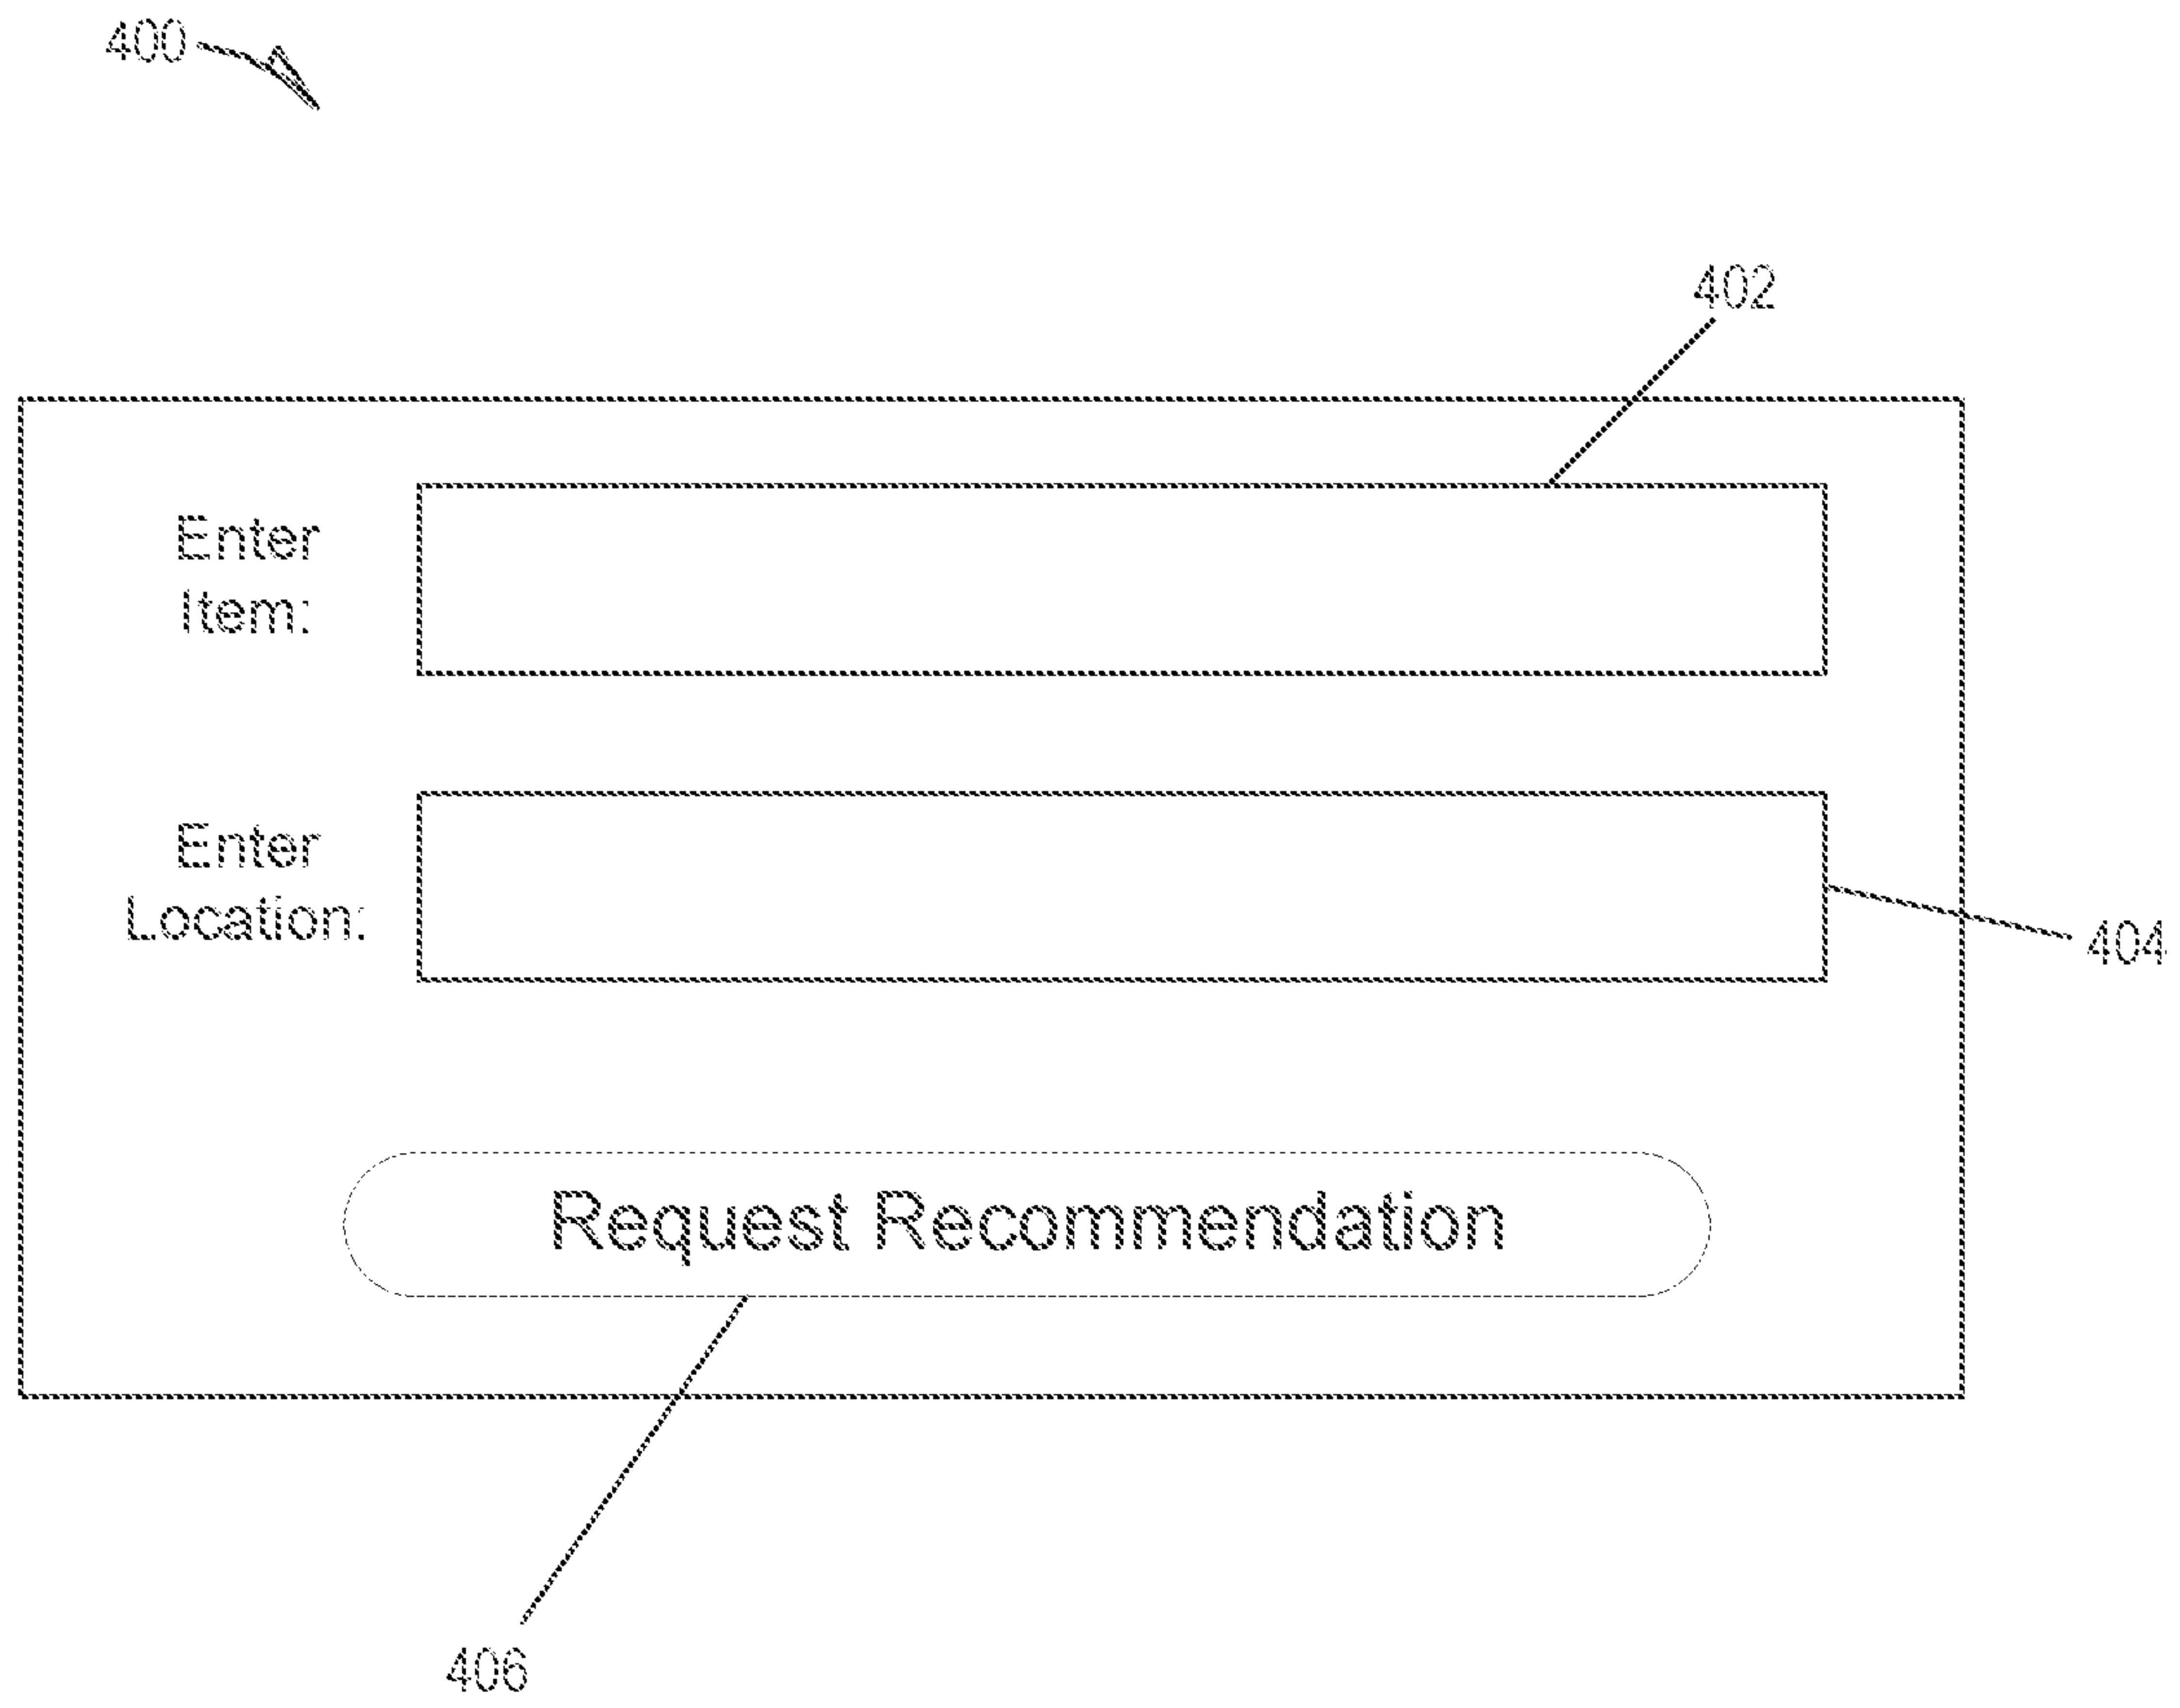 400
402
Enter
Item:
Enter
Location:
404
Request Recommendation
406